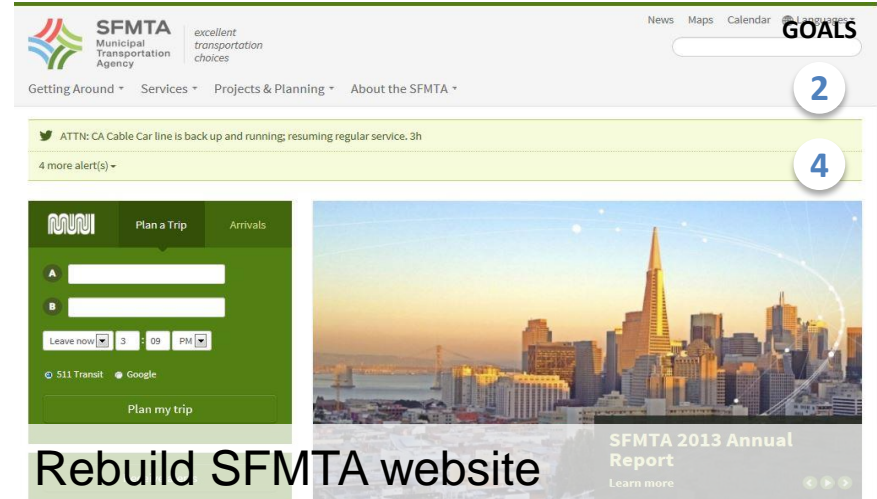 SFMTA
Municipal
Transportation
Agency
excellent
transportation
choices
News Maps Calendar Languages
GOALS
Getting Around Services Projects & Planning About the SFMTA
2
ATTN: CA Cable Car line is back up and running; resuming regular service. 3h
4 more alert(s)
4
MUNI Plan a Trip Arrivals
A
B
Leave now 3 : 09 PM
511 Transit Google
Plan my trip
SFMTA 2013 Annual
Report
Learn more
Rebuild SFMTA website